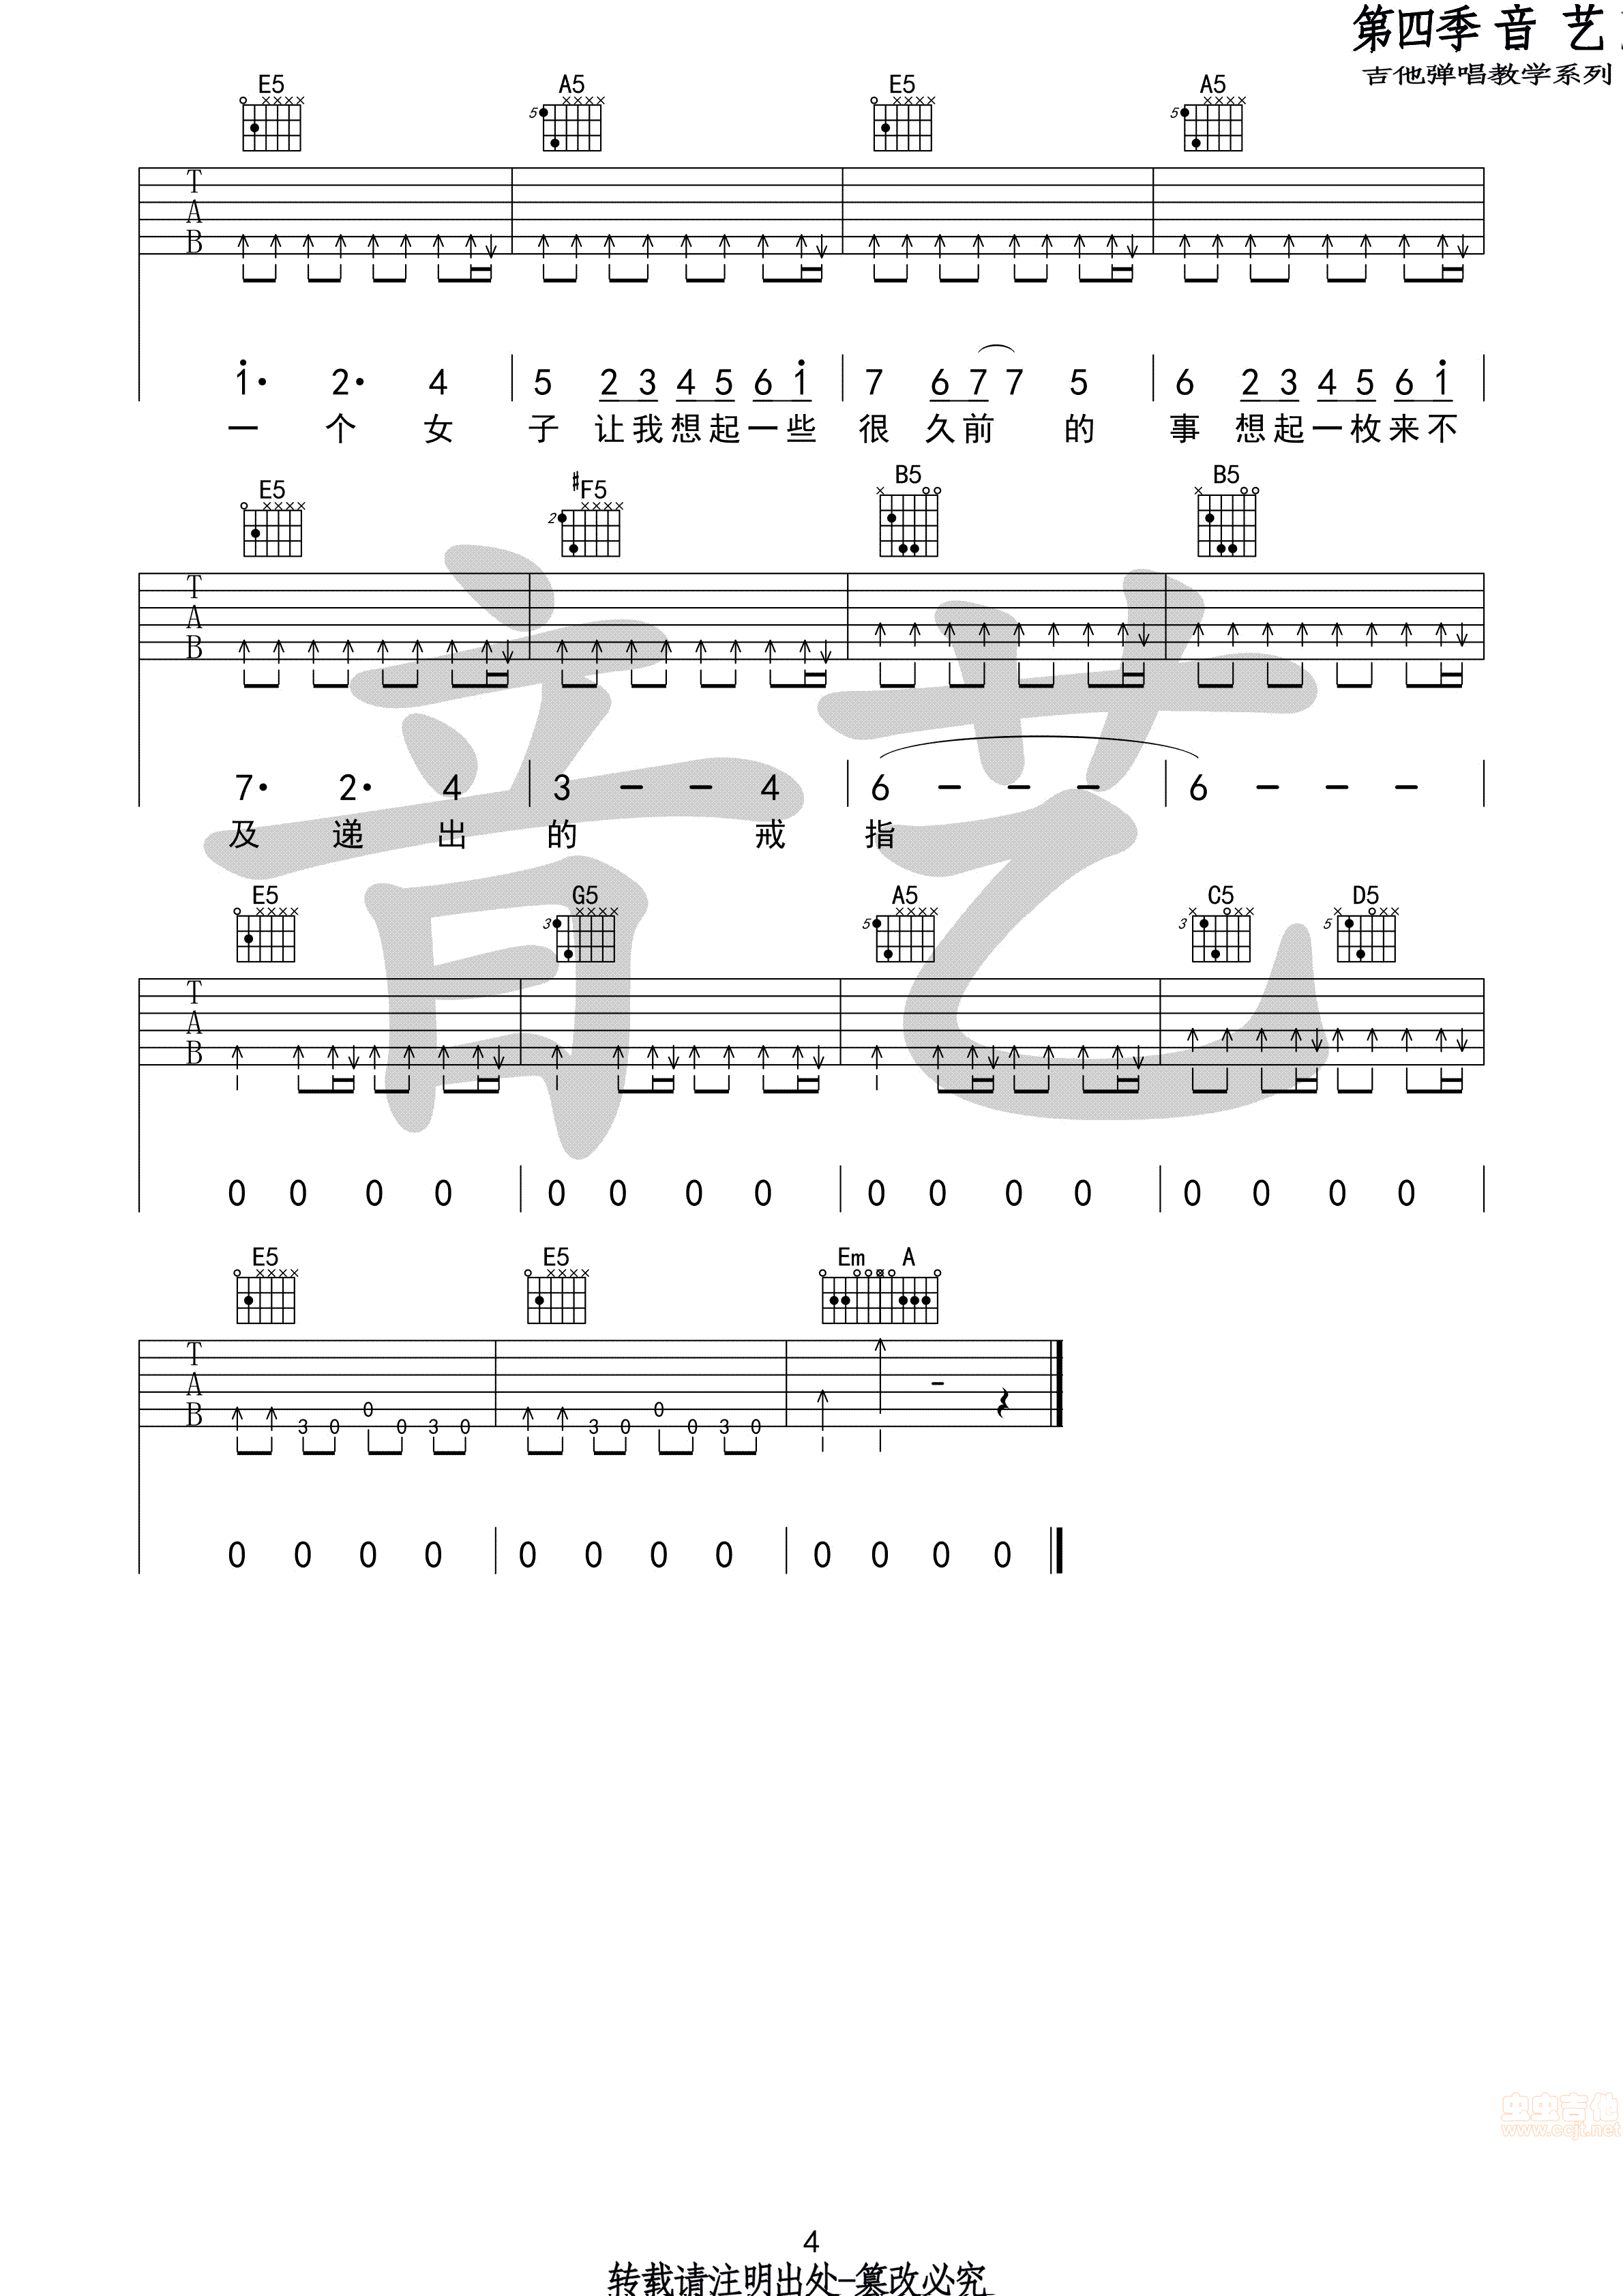 第四季 音 艺
吉他弹唱教学系列
E5 A5 E5 A5
5 5
T
A
B
1· 2· 4 5 2 3 4 5 6 1 7 6 7 7 5 6 2 3 4 5 6 1
一 个 女 子 让 我 想 起 一 些 很 久 前 的 事 想 起 一 枚 来 不
E5 #F5 B5 B5
2
T
A
B
7· 2· 4 3 – – 4 6 – – – 6 – – –
及 递 出 的 戒 指
音艺
E5 G5 A5 C5 D5
3 5 3 5
T
A
B
0 0 0 0 0 0 0 0 0 0 0 0 0 0 0 0
E5 E5 Em A
T
A
B
3 0 0 0 3 0 3 0 0 0 3 0
0 0 0 0 0 0 0 0 0 0 0 0
虫虫吉他
www.ccjt.net
4
转载请注明出处-篡改必究